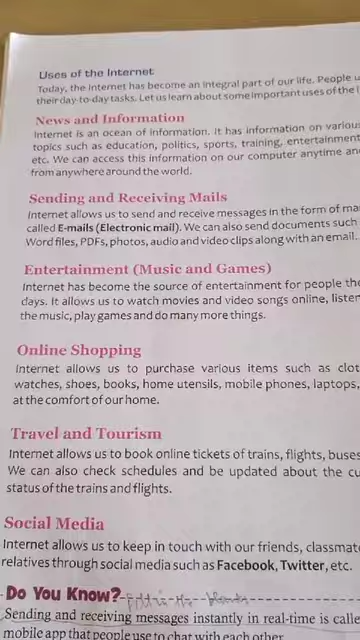 Uses of the Internet
Today, the Internet has become an integral part of our life. People u
their day-to-day tasks. Let us learn about some important uses of the I
News and Information
Internet is an ocean of information. It has information on various
topics such as education, politics, sports, training, entertainment
etc. We can access this information on our computer anytime and
from anywhere around the world.
Sending and Receiving Mails
Internet allows us to send and receive messages in the form of ma
called E-mails (Electronic mail). We can also send documents such
Word files, PDFs, photos, audio and video clips along with an email.
Entertainment (Music and Games)
Internet has become the source of entertainment for people the
days. It allows us to watch movies and video songs online, listen
the music, play games and do many more things.
Online Shopping
Internet allows us to purchase various items such as clot
watches, shoes, books, home utensils, mobile phones, laptops,
at the comfort of our home.
Travel and Tourism
Internet allows us to book online tickets of trains, flights, buses
We can also check schedules and be updated about the cu
status of the trains and flights.
Social Media
Internet allows us to keep in touch with our friends, classmat
relatives through social media such as Facebook, Twitter, etc.
Do You Know? Fill in the blanks
Sending and receiving messages instantly in real-time is calle
mobile app that people use to chat with each other